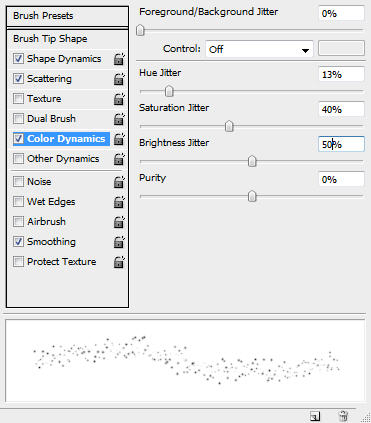 Brush Presets
Brush Tip Shape
Shape Dynamics
Scattering
Texture
Dual Brush
Color Dynamics
Other Dynamics
Noise
Wet Edges
Airbrush
Smoothing
Protect Texture
Foreground/Background Jitter 0%
Control: Off
Hue Jitter 13%
Saturation Jitter 40%
Brightness Jitter 50%
Purity 0%